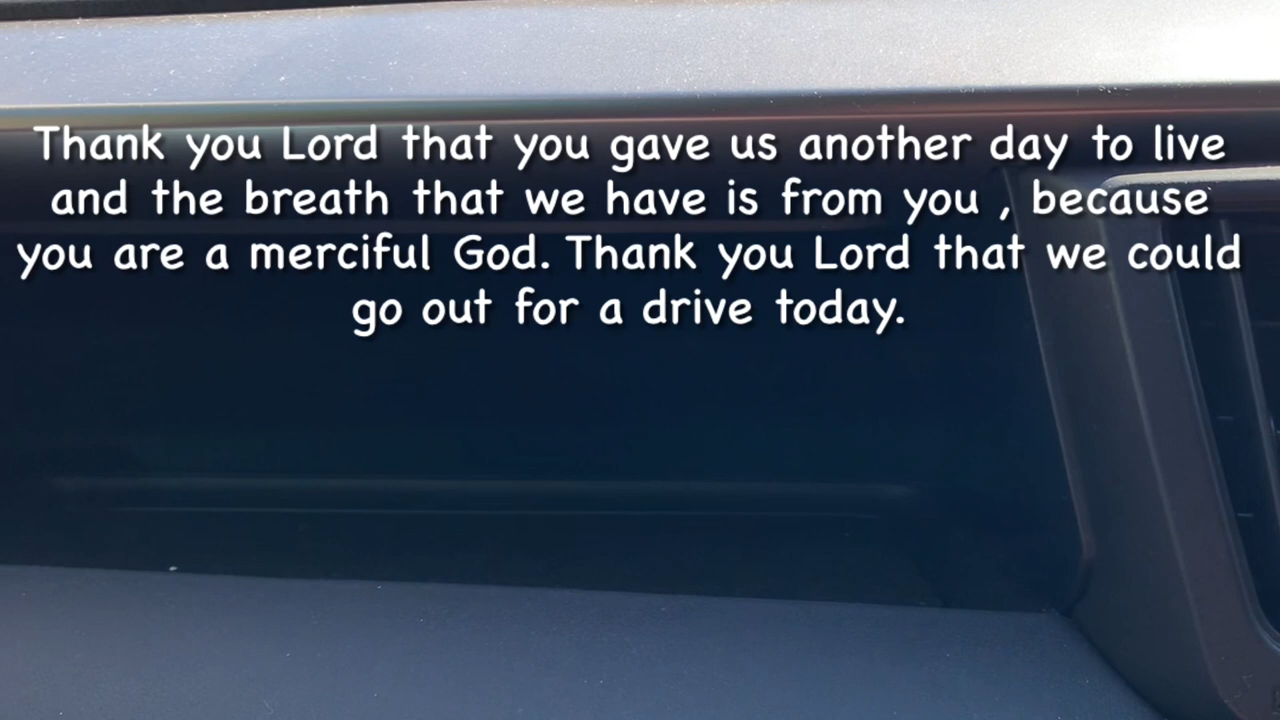 Thank you Lord that you gave us another day to live
and the breath that we have is from you , because
you are a merciful God. Thank you Lord that we could
go out for a drive today.